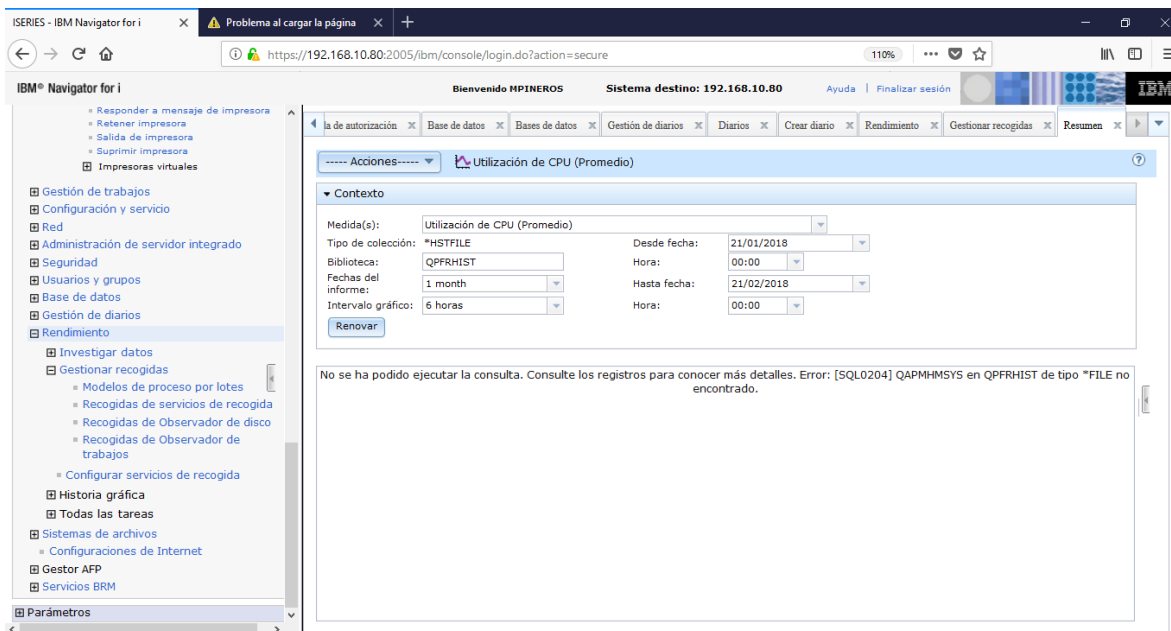 ISERIES - IBM Navigator for i
Problema al cargar la página
https://192.168.10.80:2005/ibm/console/login.do?action=secure
110%
IBM® Navigator for i
Bienvenido MPINEROS
Sistema destino: 192.168.10.80
Ayuda
Finalizar sesión
IBM
Responder a mensaje de impresora
Retener impresora
Salida de impresora
Suprimir impresora
Impresoras virtuales
Gestión de trabajos
Configuración y servicio
Red
Administración de servidor integrado
Seguridad
Usuarios y grupos
Base de datos
Gestión de diarios
Rendimiento
Investigar datos
Gestionar recogidas
Modelos de proceso por lotes
Recogidas de servicios de recogida
Recogidas de Observador de disco
Recogidas de Observador de
trabajos
Configurar servicios de recogida
Historia gráfica
Todas las tareas
Sistemas de archivos
Configuraciones de Internet
Gestor AFP
Servicios BRM
Parámetros
la de autorización
Base de datos
Bases de datos
Gestión de diarios
Diarios
Crear diario
Rendimiento
Gestionar recogidas
Resumen
----- Acciones-----
Utilización de CPU (Promedio)
Contexto
Medida(s): Utilización de CPU (Promedio)
Tipo de colección: *HSTFILE Desde fecha: 21/01/2018
Biblioteca: QPFRHIST Hora: 00:00
Fechas del
informe: 1 month Hasta fecha: 21/02/2018
Intervalo gráfico: 6 horas Hora: 00:00
Renovar
No se ha podido ejecutar la consulta. Consulte los registros para conocer más detalles. Error: [SQL0204] QAPMHMSYS en QPFRHIST de tipo *FILE no
encontrado.